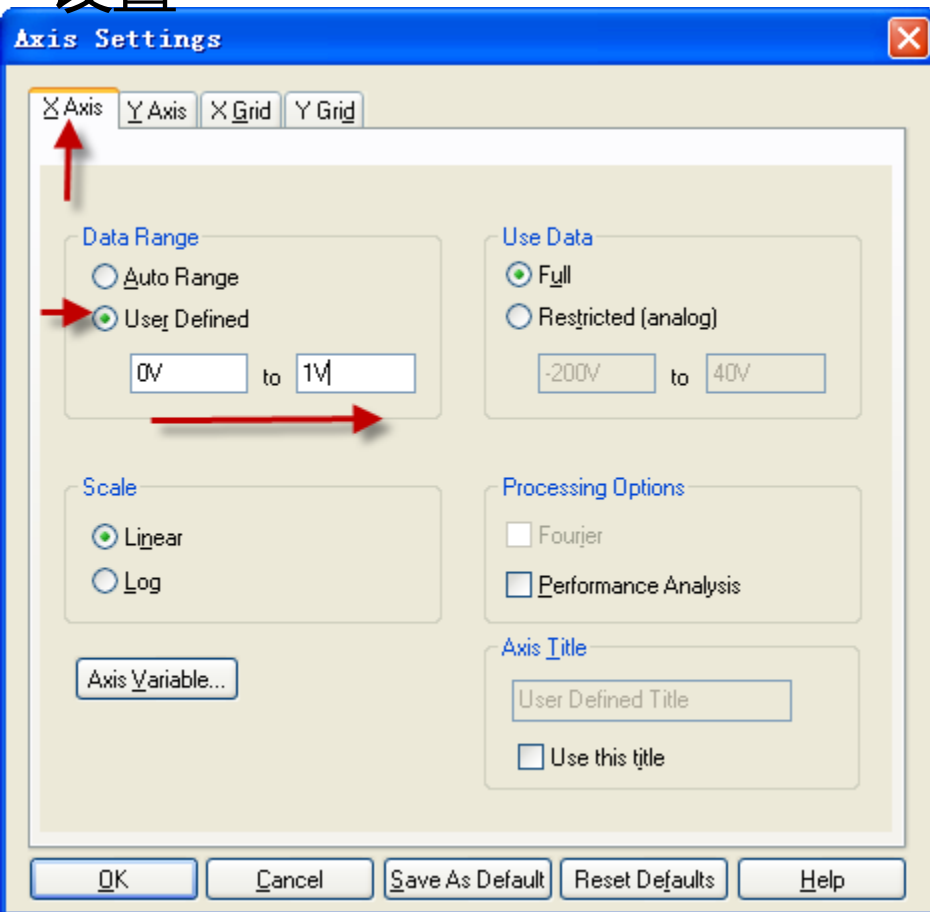 设置
Axis Settings
X Axis
Y Axis
X Grid
Y Grid
Data Range
Auto Range
User Defined
0V to 1V
Use Data
Full
Restricted (analog)
-200V to 40V
Scale
Linear
Log
Processing Options
Fourier
Performance Analysis
Axis Variable...
Axis Title
User Defined Title
Use this title
OK
Cancel
Save As Default
Reset Defaults
Help